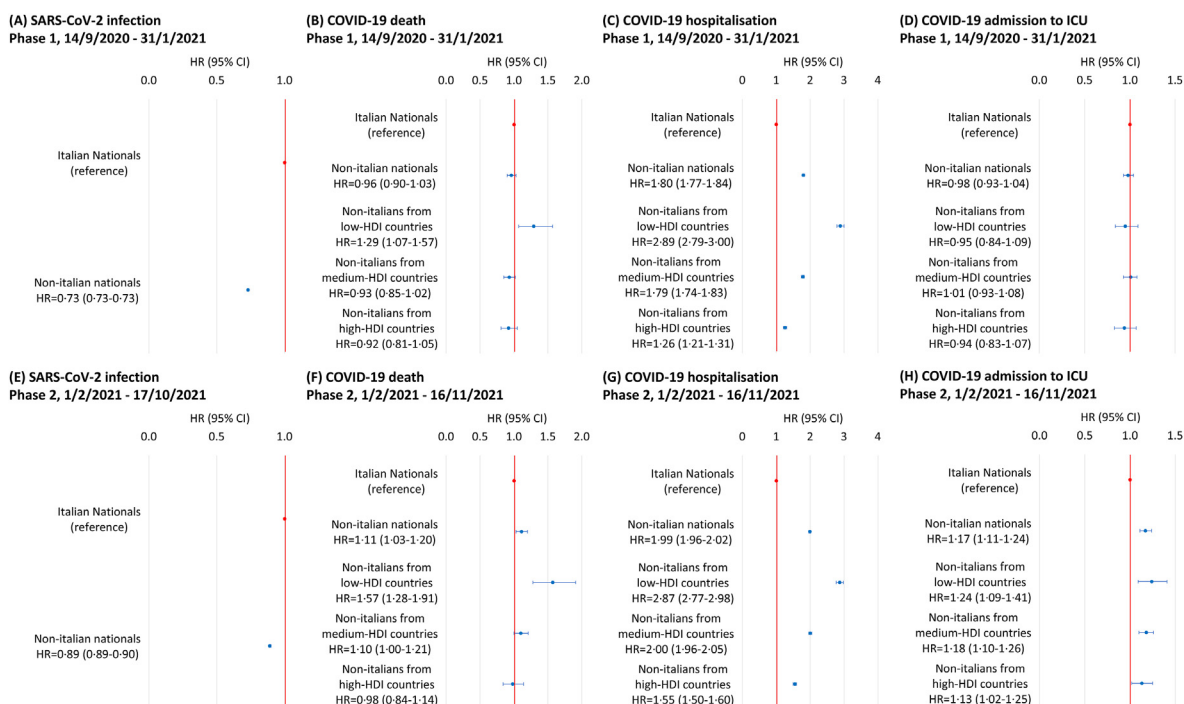 (A) SARS-CoV-2 infection
Phase 1, 14/9/2020 - 31/1/2021
HR (95% CI)
0.0 0.5 1.0
Italian Nationals
(reference)
Non-italian nationals
HR=0·73 (0·73-0·73)
(B) COVID-19 death
Phase 1, 14/9/2020 - 31/1/2021
HR (95% CI)
0.0 0.5 1.0 1.5 2.0
Italian Nationals
(reference)
Non-italian nationals
HR=0·96 (0·90-1·03)
Non-italians from
low-HDI countries
HR=1·29 (1·07-1·57)
Non-italians from
medium-HDI countries
HR=0·93 (0·85-1·02)
Non-italians from
high-HDI countries
HR=0·92 (0·81-1·05)
(C) COVID-19 hospitalisation
Phase 1, 14/9/2020 - 31/1/2021
HR (95% CI)
0 1 2 3 4
Italian Nationals
(reference)
Non-italian nationals
HR=1·80 (1·77-1·84)
Non-italians from
low-HDI countries
HR=2·89 (2·79-3·00)
Non-italians from
medium-HDI countries
HR=1·79 (1·74-1·83)
Non-italians from
high-HDI countries
HR=1·26 (1·21-1·31)
(D) COVID-19 admission to ICU
Phase 1, 14/9/2020 - 31/1/2021
HR (95% CI)
0.0 0.5 1.0 1.5
Italian Nationals
(reference)
Non-italian nationals
HR=0·98 (0·93-1·04)
Non-italians from
low-HDI countries
HR=0·95 (0·84-1·09)
Non-italians from
medium-HDI countries
HR=1·01 (0·93-1·08)
Non-italians from
high-HDI countries
HR=0·94 (0·83-1·07)
(E) SARS-CoV-2 infection
Phase 2, 1/2/2021 - 17/10/2021
HR (95% CI)
0.0 0.5 1.0
Italian Nationals
(reference)
Non-italian nationals
HR=0·89 (0·89-0·90)
(F) COVID-19 death
Phase 2, 1/2/2021 - 16/11/2021
HR (95% CI)
0.0 0.5 1.0 1.5 2.0
Italian Nationals
(reference)
Non-italian nationals
HR=1·11 (1·03-1·20)
Non-italians from
low-HDI countries
HR=1·57 (1·28-1·91)
Non-italians from
medium-HDI countries
HR=1·10 (1·00-1·21)
Non-italians from
high-HDI countries
HR=0·98 (0·84-1·14)
(G) COVID-19 hospitalisation
Phase 2, 1/2/2021 - 16/11/2021
HR (95% CI)
0 1 2 3 4
Italian Nationals
(reference)
Non-italian nationals
HR=1·99 (1·96-2·02)
Non-italians from
low-HDI countries
HR=2·87 (2·77-2·98)
Non-italians from
medium-HDI countries
HR=2·00 (1·96-2·05)
Non-italians from
high-HDI countries
HR=1·55 (1·50-1·60)
(H) COVID-19 admission to ICU
Phase 2, 1/2/2021 - 16/11/2021
HR (95% CI)
0.0 0.5 1.0 1.5
Italian Nationals
(reference)
Non-italian nationals
HR=1·17 (1·11-1·24)
Non-italians from
low-HDI countries
HR=1·24 (1·09-1·41)
Non-italians from
medium-HDI countries
HR=1·18 (1·10-1·26)
Non-italians from
high-HDI countries
HR=1·13 (1·02-1·25)